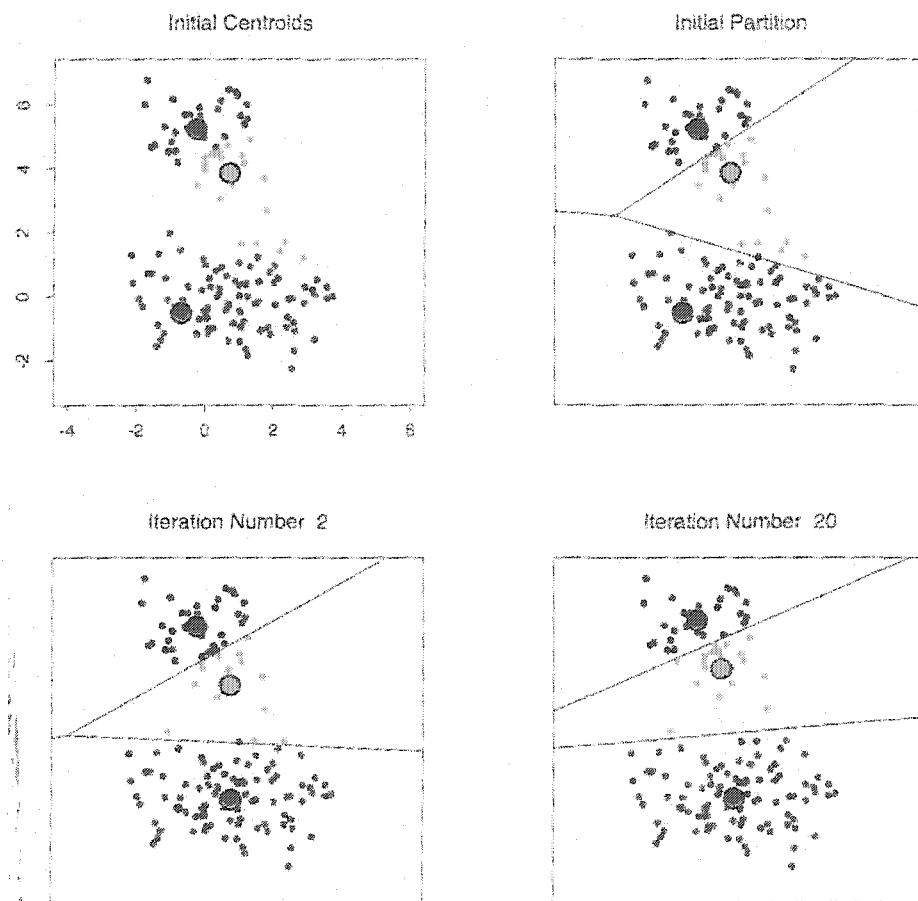 Initial Centroids
Initial Partition
6
4
2
0
-2
-4 -2 0 2 4 6
Iteration Number 2
Iteration Number 20